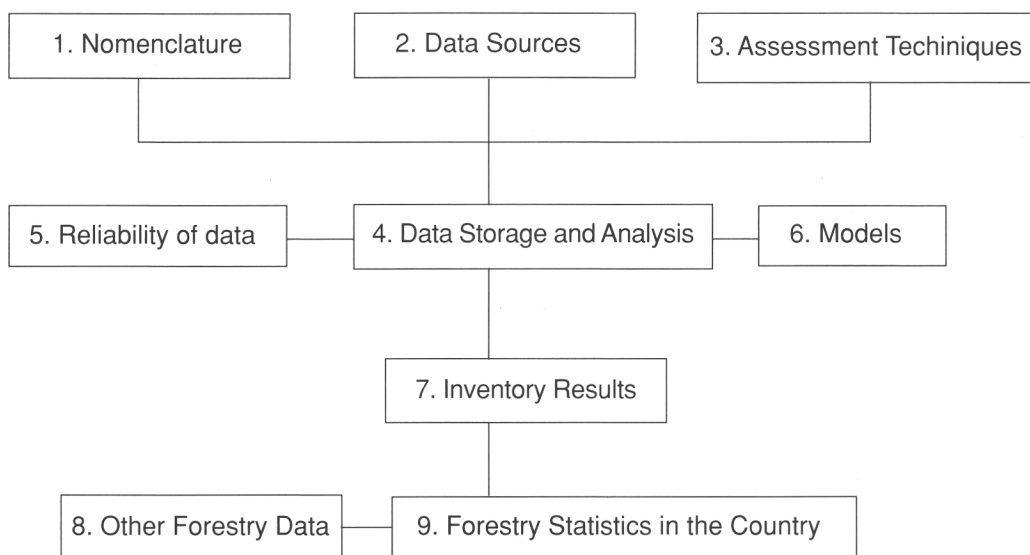 1. Nomenclature
2. Data Sources
3. Assessment Techiniques
5. Reliability of data
4. Data Storage and Analysis
6. Models
7. Inventory Results
8. Other Forestry Data
9. Forestry Statistics in the Country